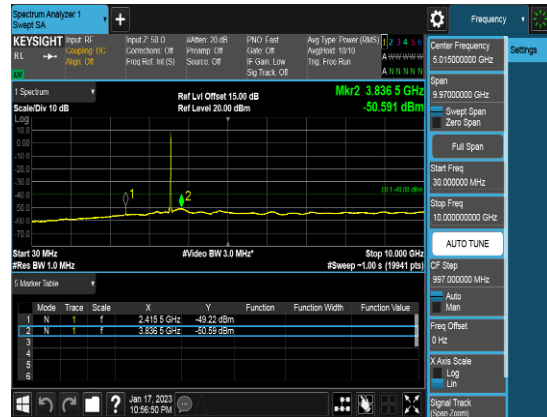 Spectrum Analyzer 1
Swept SA
Frequency
KEYSIGHT
Input: RF
Coupling: DC
Align: Off
Input Z: 50 Ω
Corrections: Off
Freq Ref: Int (S)
#Atten: 20 dB
Preamp: Off
Source: Off
PNO: Fast
Gate: Off
IF Gain: Low
Sig Track: Off
Avg Type: Power (RMS)
Avg|Hold: 10/10
Trig: Free Run
1 2 3 4 5 6
A W W W W W
A N N N N N
RL
1 Spectrum
Scale/Div 10 dB
Ref Lvl Offset 15.00 dB
Ref Level 20.00 dBm
Mkr2 3.836 5 GHz
-50.591 dBm
Log
10.0
0.00
-10.0
-20.0
-30.0
-40.0
-50.0
-60.0
-70.0
1
2
DL1 -40.00 dBm
Start 30 MHz
#Res BW 1.0 MHz
#Video BW 3.0 MHz*
Stop 10.000 GHz
#Sweep ~1.00 s (19941 pts)
5 Marker Table
Mode Trace Scale X Y Function Function Width Function Value
1 N 1 f 2.415 5 GHz -49.22 dBm
2 N 1 f 3.836 5 GHz -50.59 dBm
3
4
5
6
Jan 17, 2023
10:56:50 PM
Center Frequency
5.015000000 GHz
Settings
Span
9.97000000 GHz
Swept Span
Zero Span
Full Span
Start Freq
30.000000 MHz
Stop Freq
10.000000000 GHz
AUTO TUNE
CF Step
997.000000 MHz
Auto
Man
Freq Offset
0 Hz
X Axis Scale
Log
Lin
Signal Track
(Span Zoom)